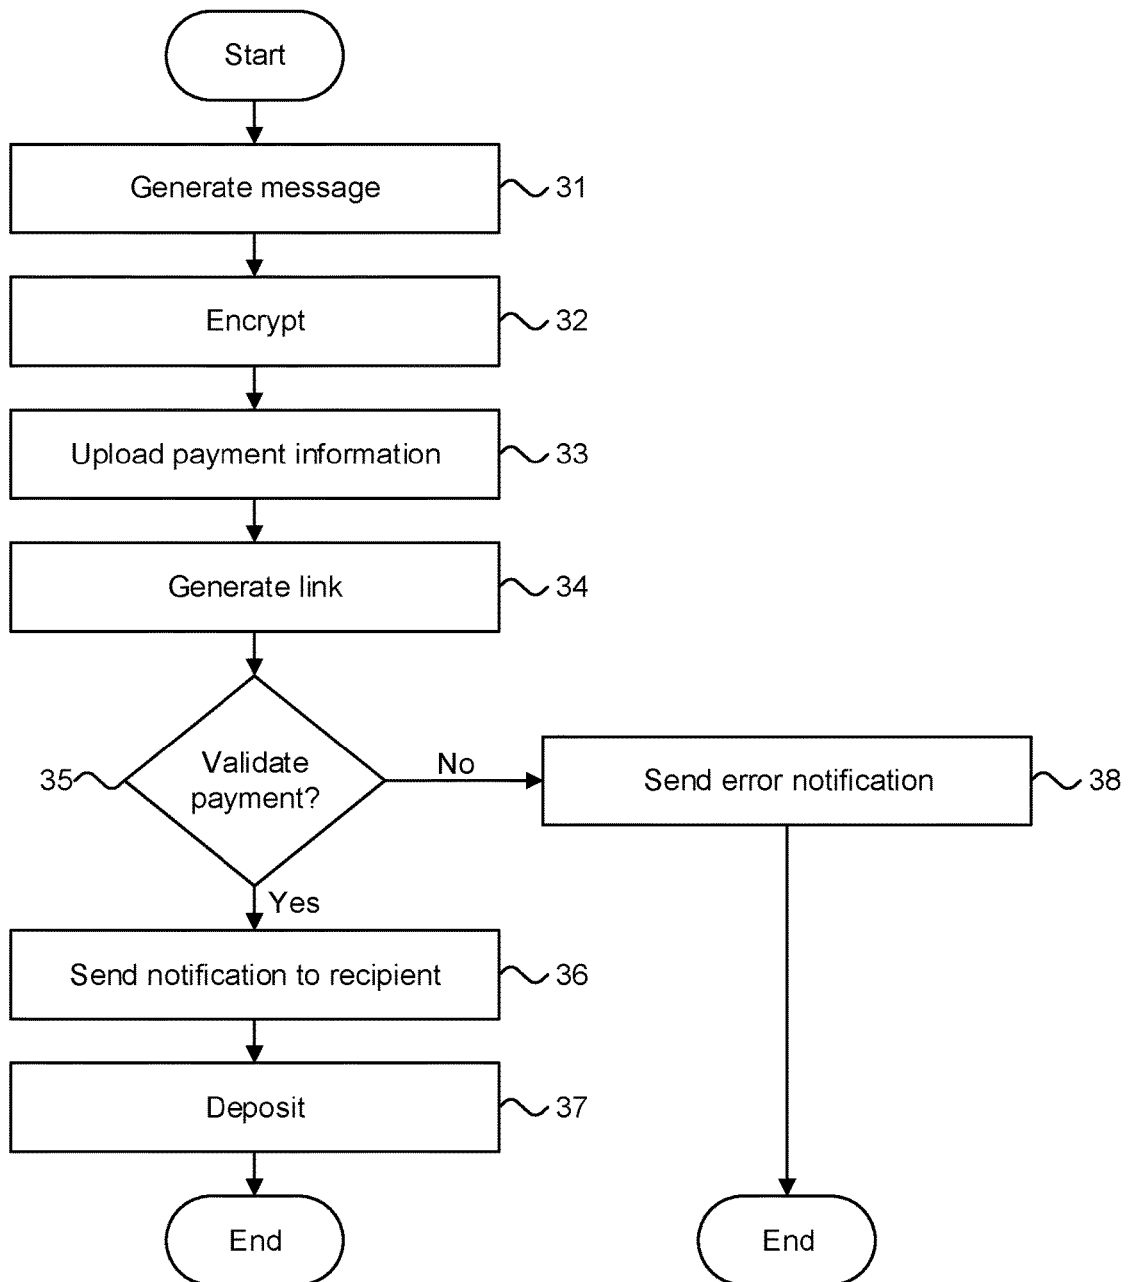 Start
Generate message
31
Encrypt
32
Upload payment information
33
Generate link
34
35
Validate
payment?
No
Send error notification
38
Yes
Send notification to recipient
36
Deposit
37
End
End